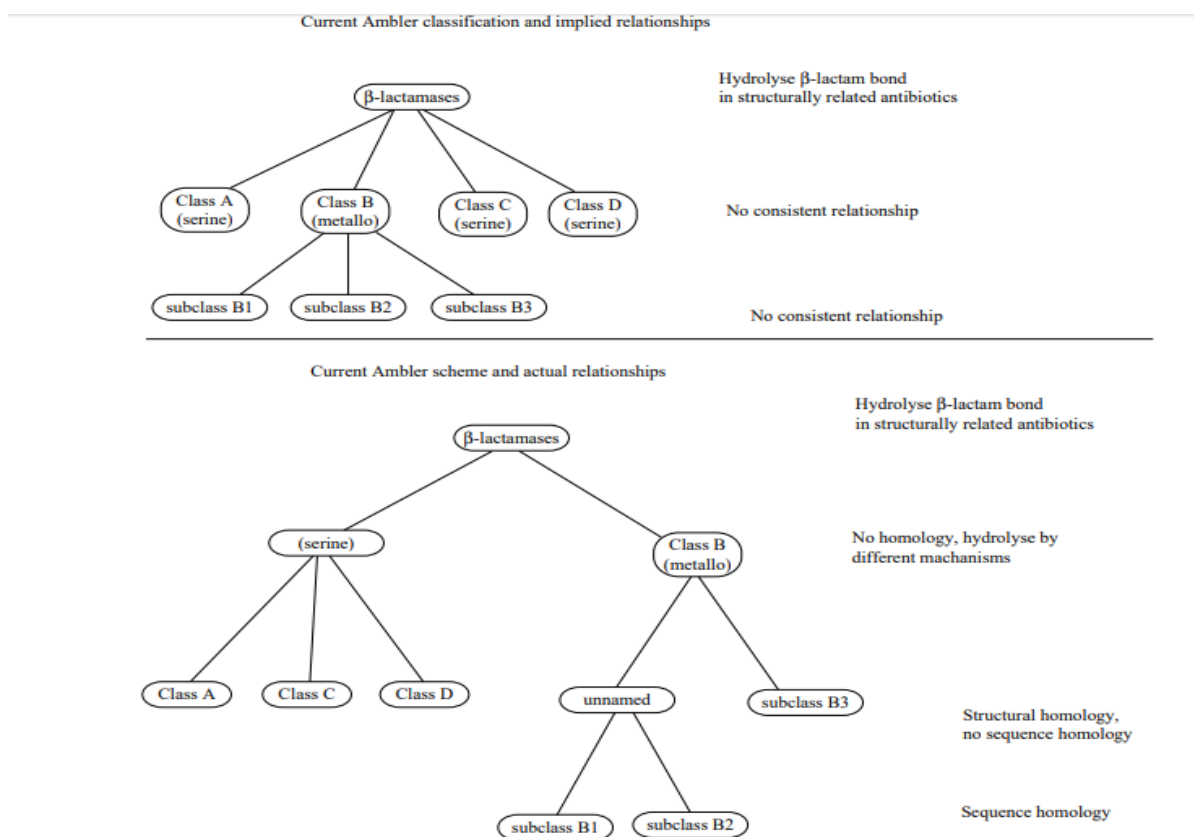 Current Ambler classification and implied relationships
Hydrolyse β-lactam bond
in structurally related antibiotics
β-lactamases
Class A
(serine)
Class B
(metallo)
Class C
(serine)
Class D
(serine)
No consistent relationship
subclass B1
subclass B2
subclass B3
No consistent relationship
Current Ambler scheme and actual relationships
Hydrolyse β-lactam bond
in structurally related antibiotics
β-lactamases
(serine)
Class B
(metallo)
No homology, hydrolyse by
different machanisms
Class A
Class C
Class D
unnamed
subclass B3
Structural homology,
no sequence homology
subclass B1
subclass B2
Sequence homology